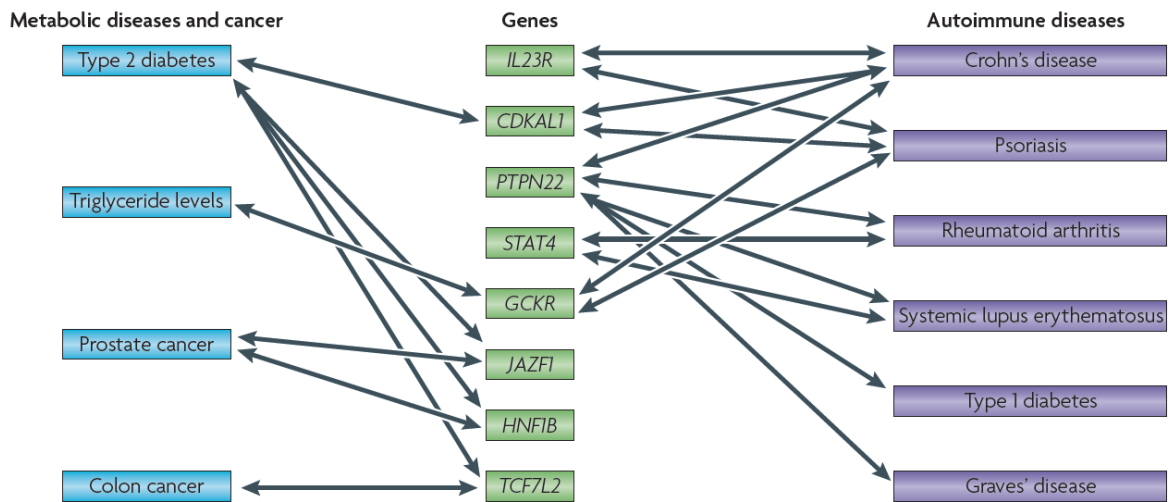 Metabolic diseases and cancer
Genes
Autoimmune diseases
Type 2 diabetes
Triglyceride levels
Prostate cancer
Colon cancer
IL23R
CDKAL1
PTPN22
STAT4
GCKR
JAZF1
HNF1B
TCF7L2
Crohn's disease
Psoriasis
Rheumatoid arthritis
Systemic lupus erythematosus
Type 1 diabetes
Graves' disease